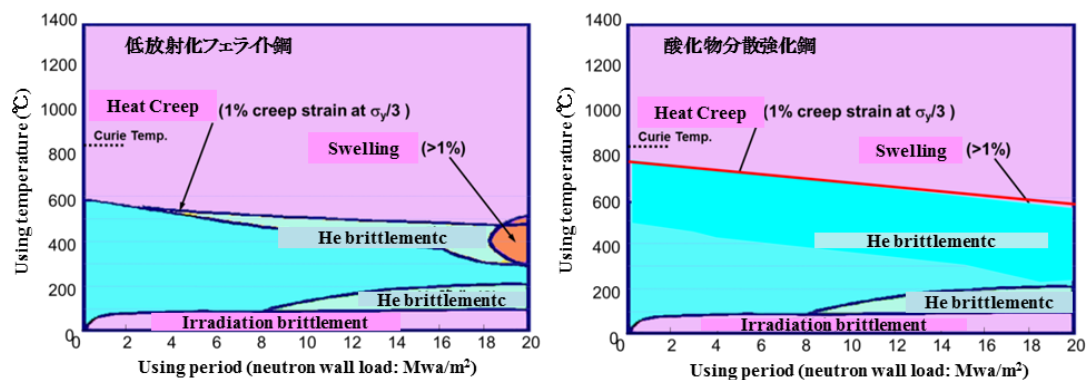 1400
低放射化フェライト鋼
1200
1000
Heat Creep
(1% creep strain at σy/3 )
Curie Temp.
800
Swelling (>1%)
600
400
He brittlementc
200
He brittlementc
Irradiation brittlement
0
0 2 4 6 8 10 12 14 16 18 20
Using temperature (℃)
Using period (neutron wall load: Mwa/m²)
1400
酸化物分散強化鋼
1200
1000
Heat Creep
(1% creep strain at σy/3 )
Curie Temp.
800
Swelling (>1%)
600
400
He brittlementc
200
He brittlementc
Irradiation brittlement
0
0 2 4 6 8 10 12 14 16 18 20
Using temperature (℃)
Using period (neutron wall load: Mwa/m²)